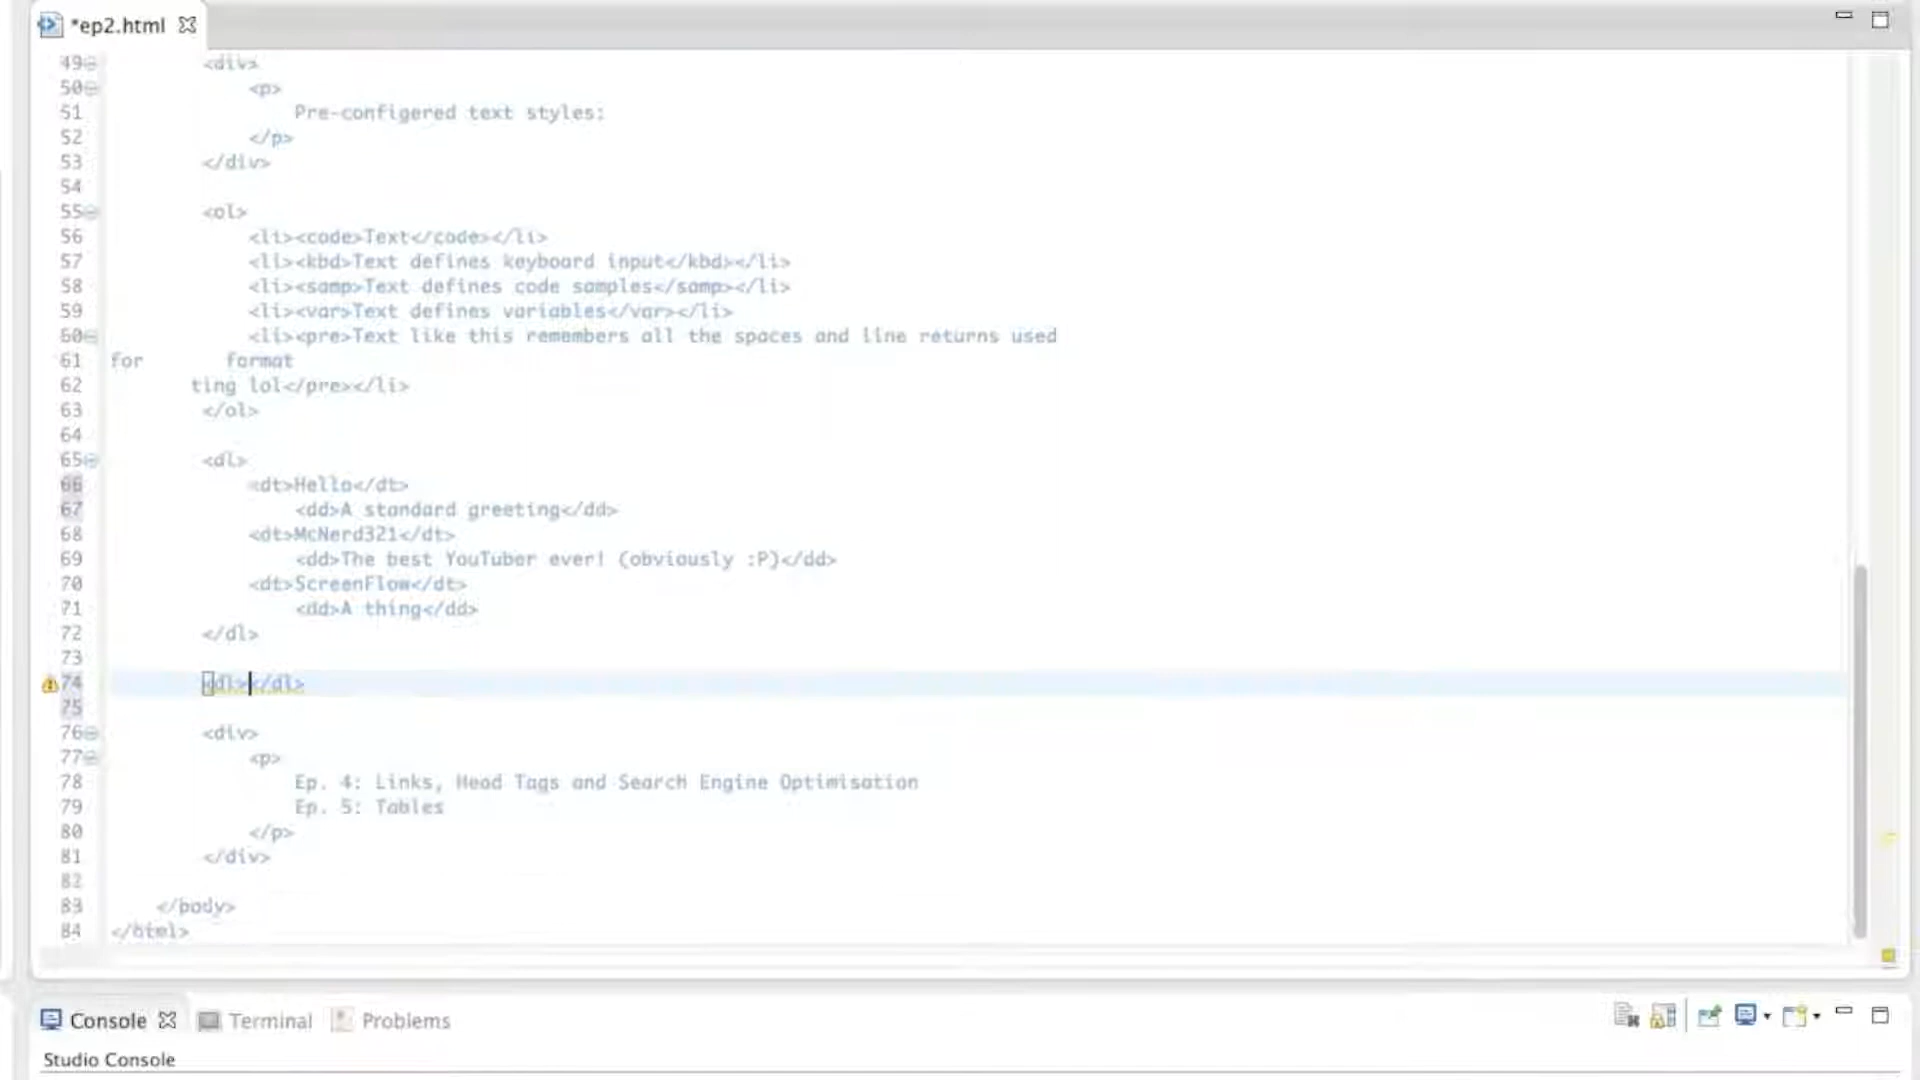 *ep2.html
49 <div>
50 <p>
51 Pre-configered text styles:
52 </p>
53 </div>
54
55 <ol>
56 <li><code>Text</code></li>
57 <li><kbd>Text defines keyboard input</kbd></li>
58 <li><samp>Text defines code samples</samp></li>
59 <li><var>Text defines variables</var></li>
60 <li><pre>Text like this remembers all the spaces and line returns used
61 for format
62 ting lol</pre></li>
63 </ol>
64
65 <dl>
66 <dt>Hello</dt>
67 <dd>A standard greeting</dd>
68 <dt>McNerd321</dt>
69 <dd>The best YouTuber ever! (obviously :P)</dd>
70 <dt>ScreenFlow</dt>
71 <dd>A thing</dd>
72 </dl>
73
74 <dl></dl>
75
76 <div>
77 <p>
78 Ep. 4: Links, Head Tags and Search Engine Optimisation
79 Ep. 5: Tables
80 </p>
81 </div>
82
83 </body>
84 </html>
Console Terminal Problems
Studio Console